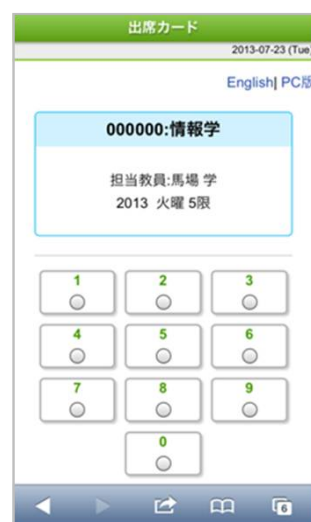 出席カード
2013-07-23 (Tue)
English| PC版
000000:情報学
担当教員:馬場 学
2013 火曜 5限
1 2 3
4 5 6
7 8 9
0
6